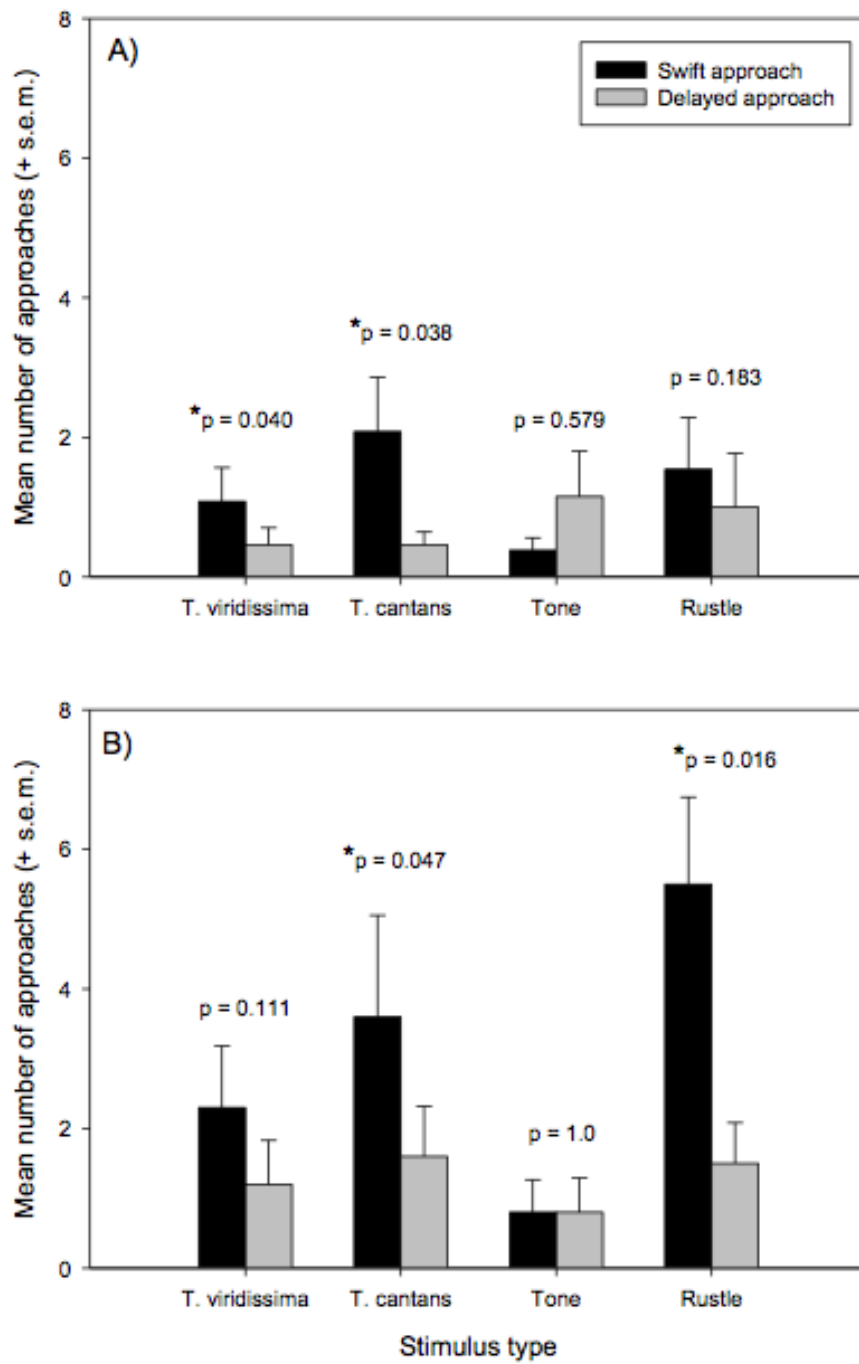 A)
Swift approach
Delayed approach
Mean number of approaches (+ s.e.m.)
8
6
4
2
0
*p = 0.040
*p = 0.038
p = 0.579
p = 0.183
T. viridissima T. cantans Tone Rustle
B)
Mean number of approaches (+ s.e.m.)
8
6
4
2
0
p = 0.111
*p = 0.047
p = 1.0
*p = 0.016
T. viridissima T. cantans Tone Rustle
Stimulus type